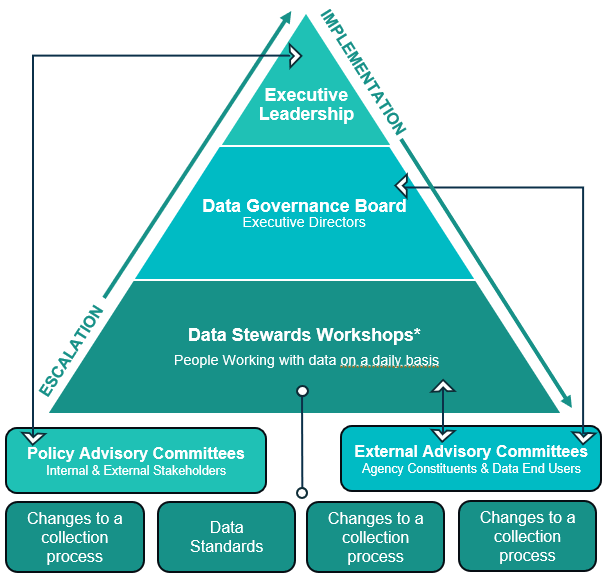 IMPLEMENTATION
Executive
Leadership
Data Governance Board
Executive Directors
ESCALATION
Data Stewards Workshops*
People Working with data on a daily basis
Policy Advisory Committees
Internal & External Stakeholders
External Advisory Committees
Agency Constituents & Data End Users
Changes to a
collection
process
Data
Standards
Changes to a
collection
process
Changes to a
collection
process